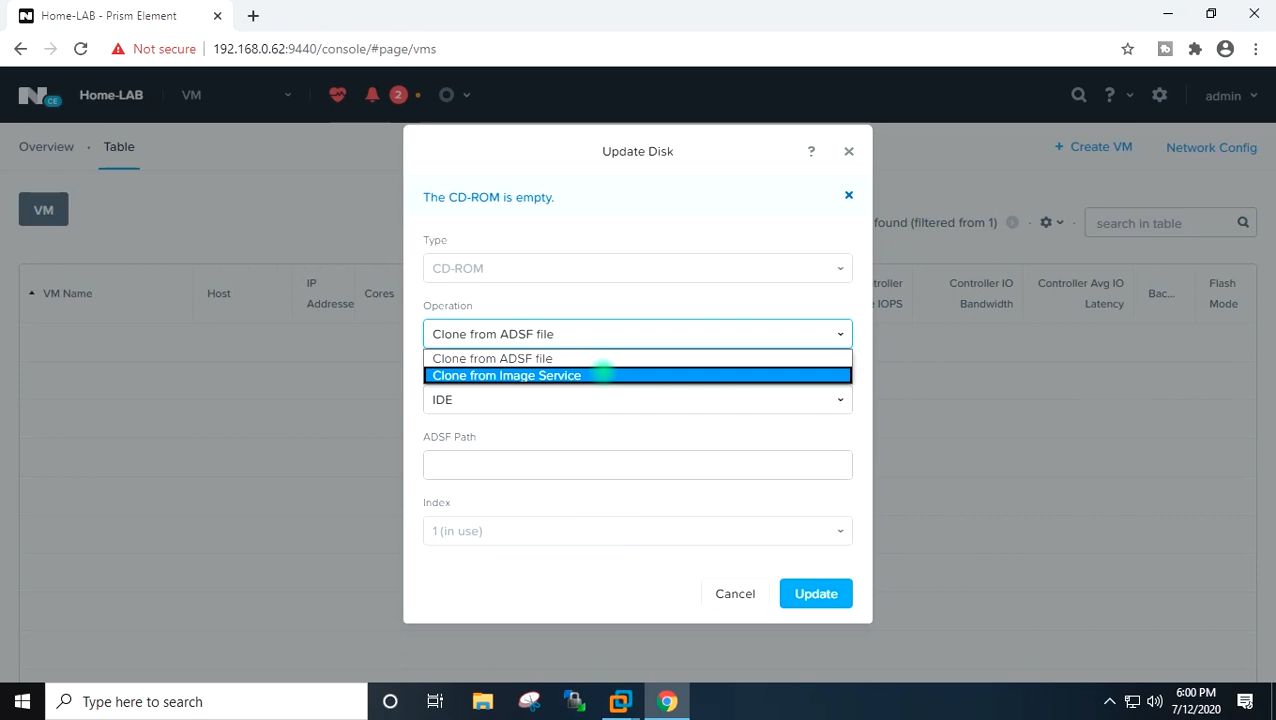 Home-LAB - Prism Element
Not secure
192.168.0.62:9440/console/#page/vms
N CE
Home-LAB
VM
2
?
admin
Overview · Table
+ Create VM
Network Config
VM
found (filtered from 1) ·
search in table
VM Name
Host
IP
Addresse
Cores
troller
e IOPS
Controller IO
Bandwidth
Controller Avg IO
Latency
Bac...
Flash
Mode
Update Disk
?
The CD-ROM is empty.
Type
CD-ROM
Operation
Clone from ADSF file
Clone from ADSF file
Clone from Image Service
IDE
ADSF Path
Index
1 (in use)
Cancel
Update
Type here to search
6:00 PM
7/12/2020